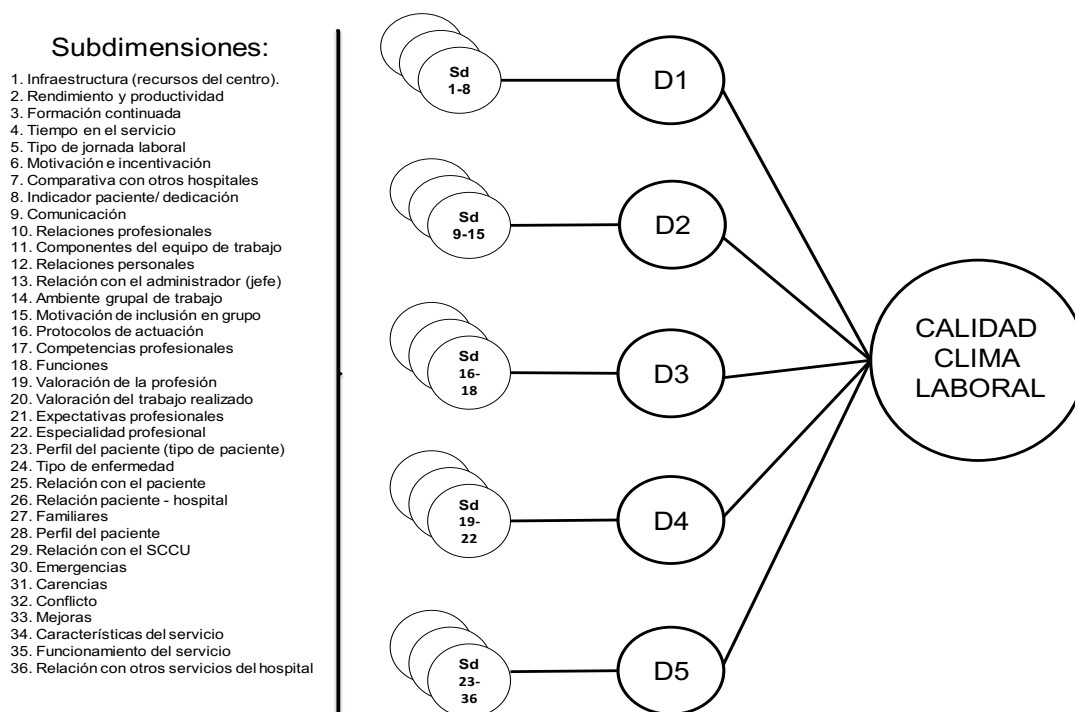 Subdimensiones:
1. Infraestructura (recursos del centro).
2. Rendimiento y productividad
3. Formación continuada
4. Tiempo en el servicio
5. Tipo de jornada laboral
6. Motivación e incentivación
7. Comparativa con otros hospitales
8. Indicador paciente/ dedicación
9. Comunicación
10. Relaciones profesionales
11. Componentes del equipo de trabajo
12. Relaciones personales
13. Relación con el administrador (jefe)
14. Ambiente grupal de trabajo
15. Motivación de inclusión en grupo
16. Protocolos de actuación
17. Competencias profesionales
18. Funciones
19. Valoración de la profesión
20. Valoración del trabajo realizado
21. Expectativas profesionales
22. Especialidad profesional
23. Perfil del paciente (tipo de paciente)
24. Tipo de enfermedad
25. Relación con el paciente
26. Relación paciente - hospital
27. Familiares
28. Perfil del paciente
29. Relación con el SCCU
30. Emergencias
31. Carencias
32. Conflicto
33. Mejoras
34. Características del servicio
35. Funcionamiento del servicio
36. Relación con otros servicios del hospital
Sd
1-8
D1
Sd
9-15
D2
Sd
16-
18
D3
Sd
19-
22
D4
Sd
23-
36
D5
CALIDAD
CLIMA
LABORAL